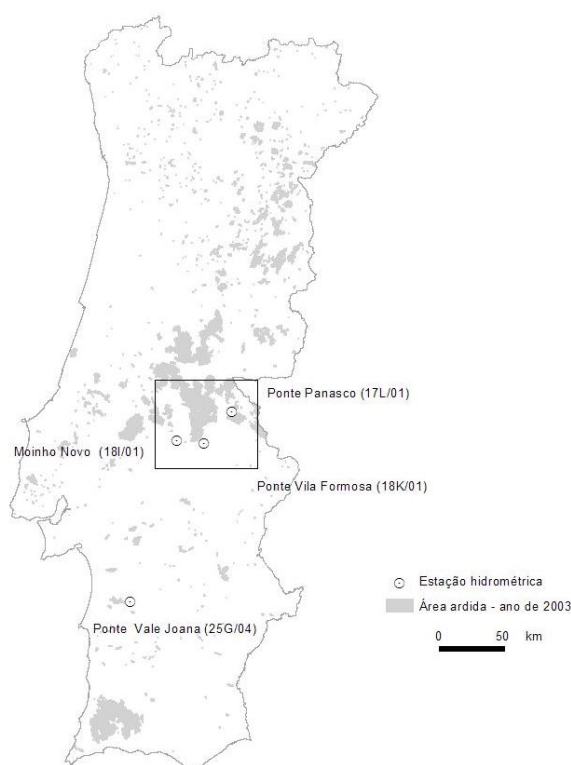 Ponte Panasco (17L/01)
Moinho Novo (18I/01)
Ponte Vila Formosa (18K/01)
Estação hidrométrica
Área ardida - ano de 2003
0 50 km
Ponte Vale Joana (25G/04)